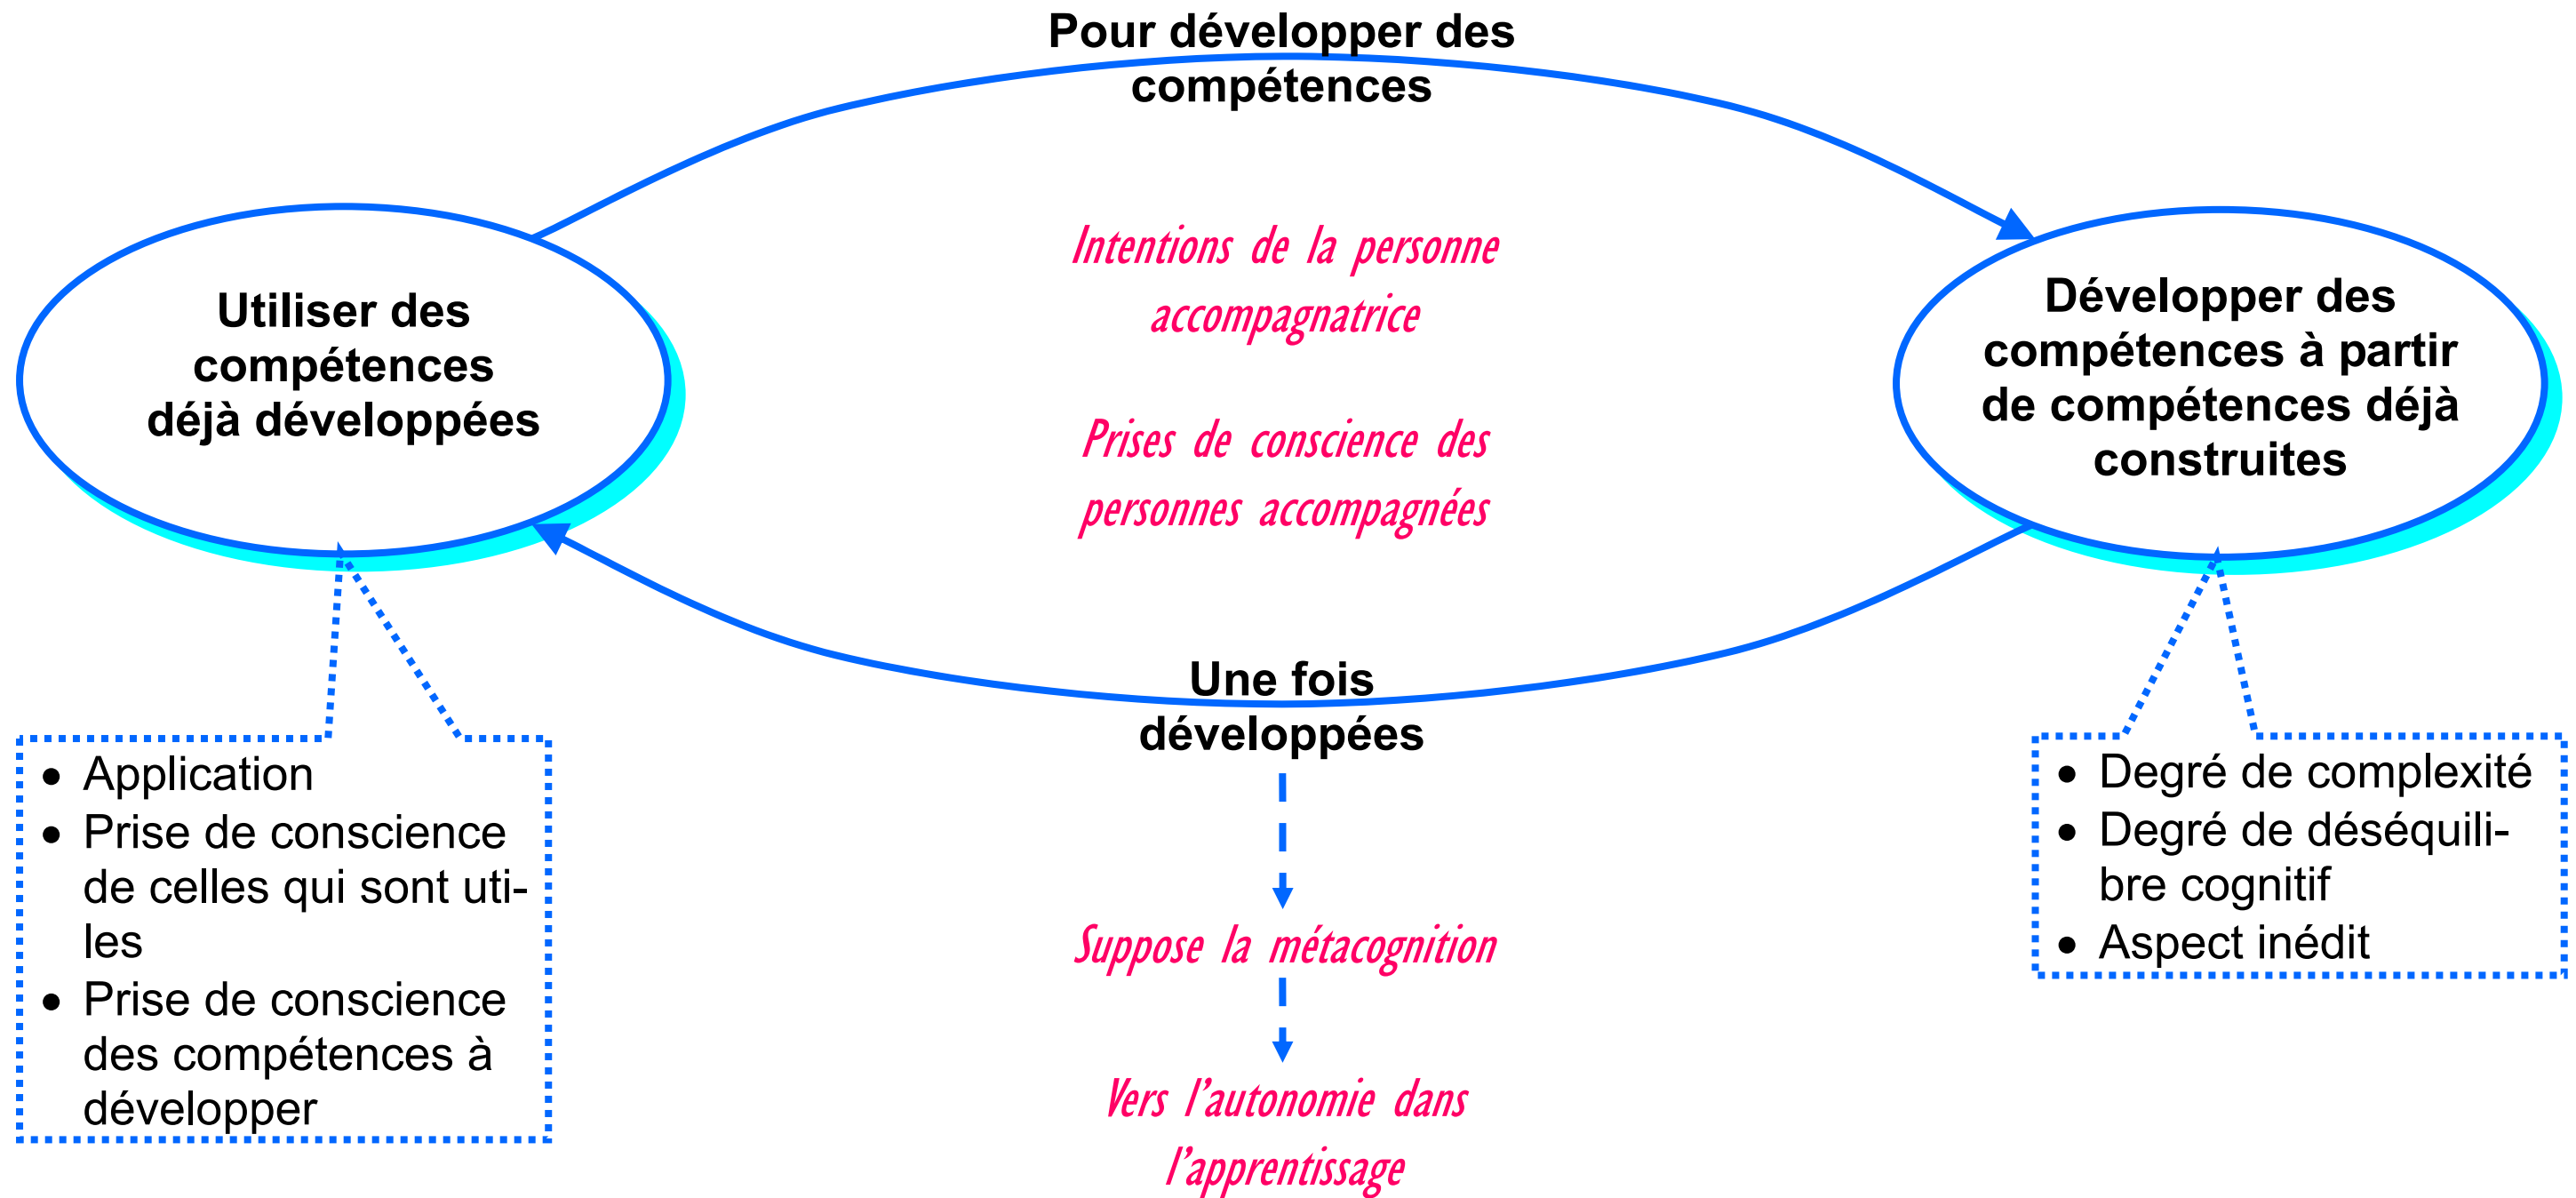 Pour développer des
compétences
Intentions de la personne
accompagnatrice
Prises de conscience des
personnes accompagnées
Utiliser des
compétences
déjà développées
Développer des
compétences à partir
de compétences déjà
construites
Une fois
développées
• Application
• Prise de conscience
de celles qui sont uti-
les
• Prise de conscience
des compétences à
développer
• Degré de complexité
• Degré de déséquili-
bre cognitif
• Aspect inédit
Suppose la métacognition
Vers l’autonomie dans
l’apprentissage